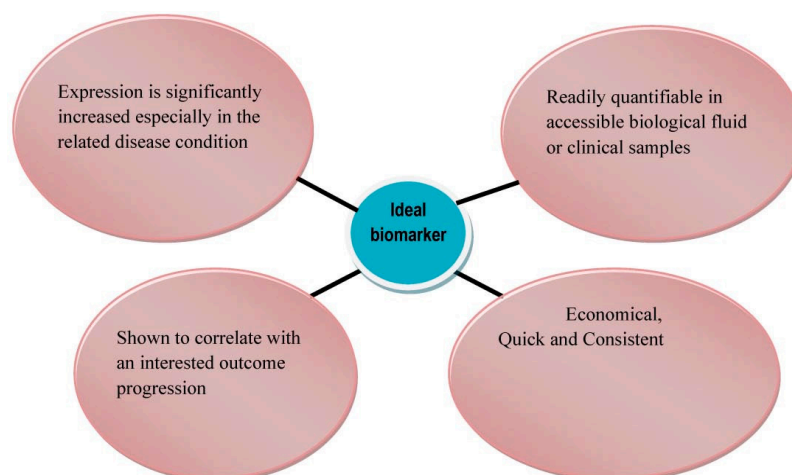 Expression is significantly
increased especially in the
related disease condition
Readily quantifiable in
accessible biological fluid
or clinical samples
Ideal
biomarker
Shown to correlate with
an interested outcome
progression
Economical,
Quick and Consistent